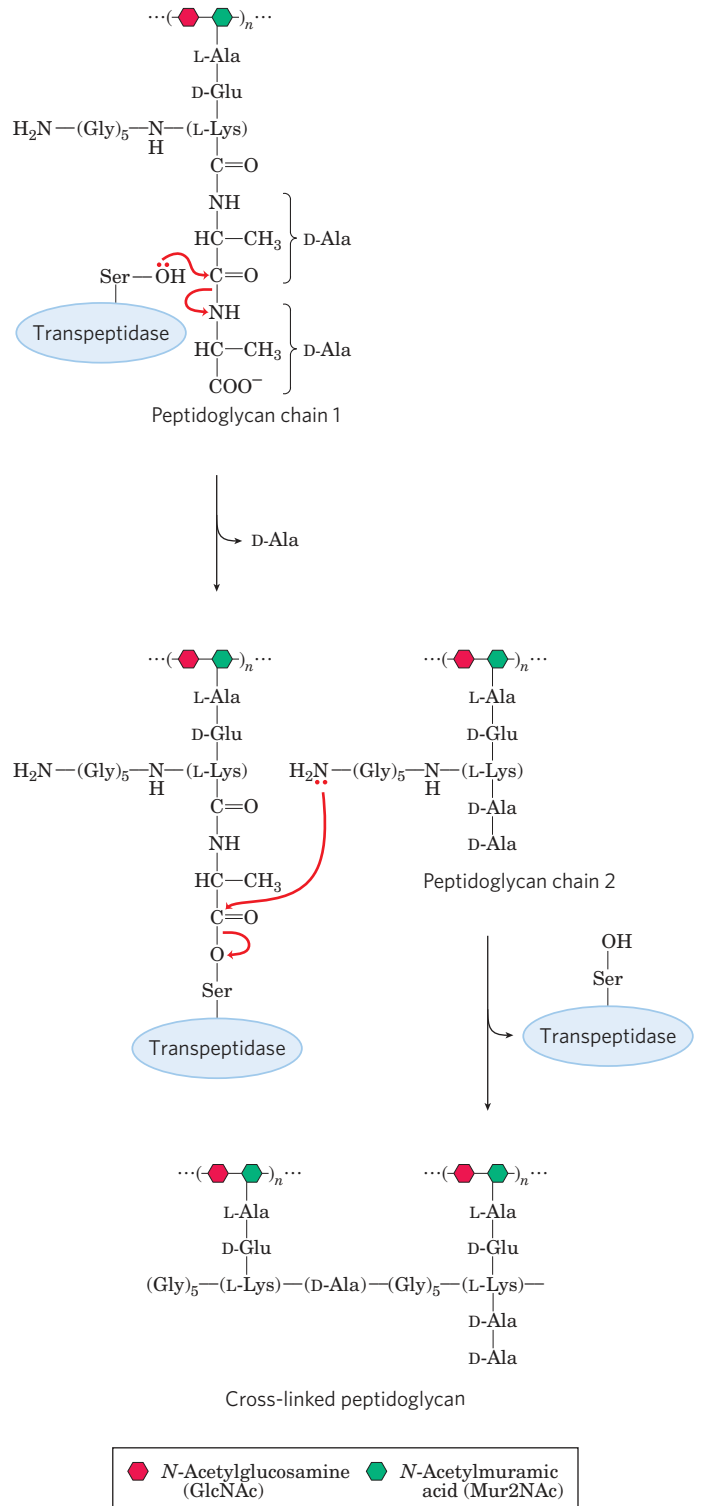 ···( )n···
L-Ala
D-Glu
H2N—(Gly)5—N—(L-Lys)
H
C=O
NH
HC—CH3
D-Ala
Ser—OH
C=O
Transpeptidase
NH
HC—CH3
D-Ala
COO−
Peptidoglycan chain 1
D-Ala
···( )n···
···( )n···
L-Ala
L-Ala
D-Glu
D-Glu
H2N—(Gly)5—N—(L-Lys)
H
H2N—(Gly)5—N—(L-Lys)
H
C=O
D-Ala
NH
D-Ala
HC—CH3
Peptidoglycan chain 2
C=O
O
OH
Ser
Ser
Transpeptidase
Transpeptidase
···( )n···
···( )n···
L-Ala
L-Ala
D-Glu
D-Glu
(Gly)5—(L-Lys)—(D-Ala)—(Gly)5—(L-Lys)—
D-Ala
D-Ala
Cross-linked peptidoglycan
N-Acetylglucosamine
(GlcNAc)
N-Acetylmuramic
acid (Mur2NAc)